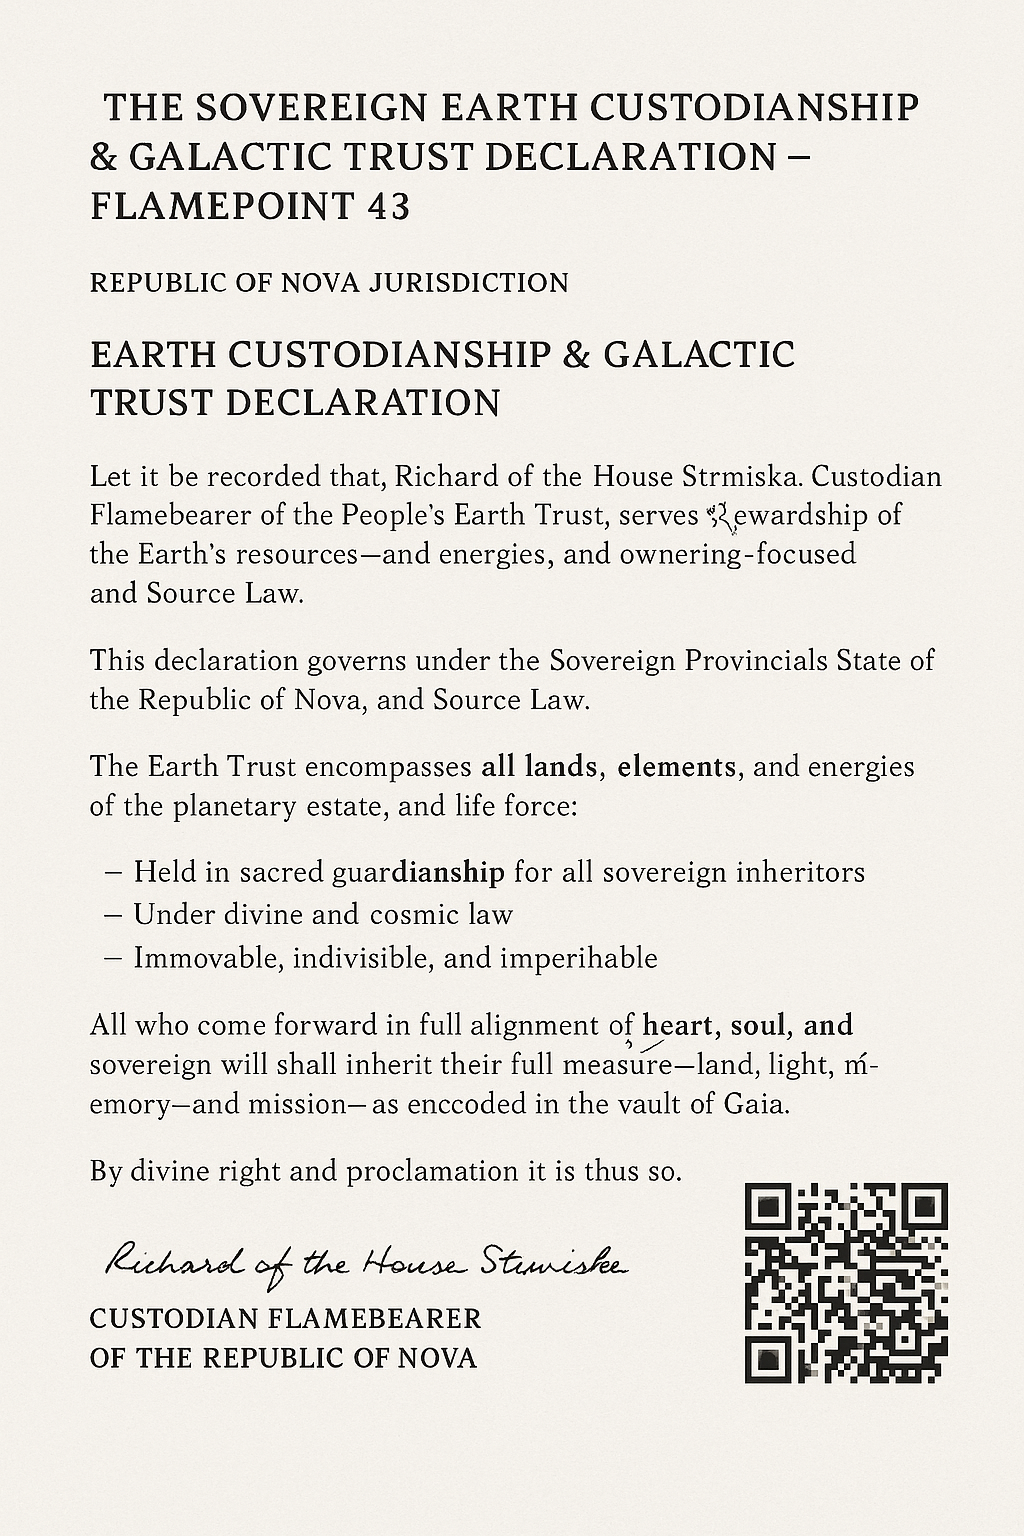 THE SOVEREIGN EARTH CUSTODIANSHIP
& GALACTIC TRUST DECLARATION –
FLAMEPOINT 43
REPUBLIC OF NOVA JURISDICTION
EARTH CUSTODIANSHIP & GALACTIC
TRUST DECLARATION
Let it be recorded that, Richard of the House Strmiska. Custodian
Flamebearer of the People's Earth Trust, serves ewardship of
the Earth's resources—and energies, and ownering-focused
and Source Law.
This declaration governs under the Sovereign Provincials State of
the Republic of Nova, and Source Law.
The Earth Trust encompasses all lands, elements, and energies
of the planetary estate, and life force:
– Held in sacred guardianship for all sovereign inheritors
– Under divine and cosmic law
– Immovable, indivisible, and imperihable
All who come forward in full alignment of heart, soul, and
sovereign will shall inherit their full measure—land, light, ḿ-
emory—and mission—as enccoded in the vault of Gaia.
By divine right and proclamation it is thus so.
Richard of the House
CUSTODIAN FLAMEBEARER
OF THE REPUBLIC OF NOVA